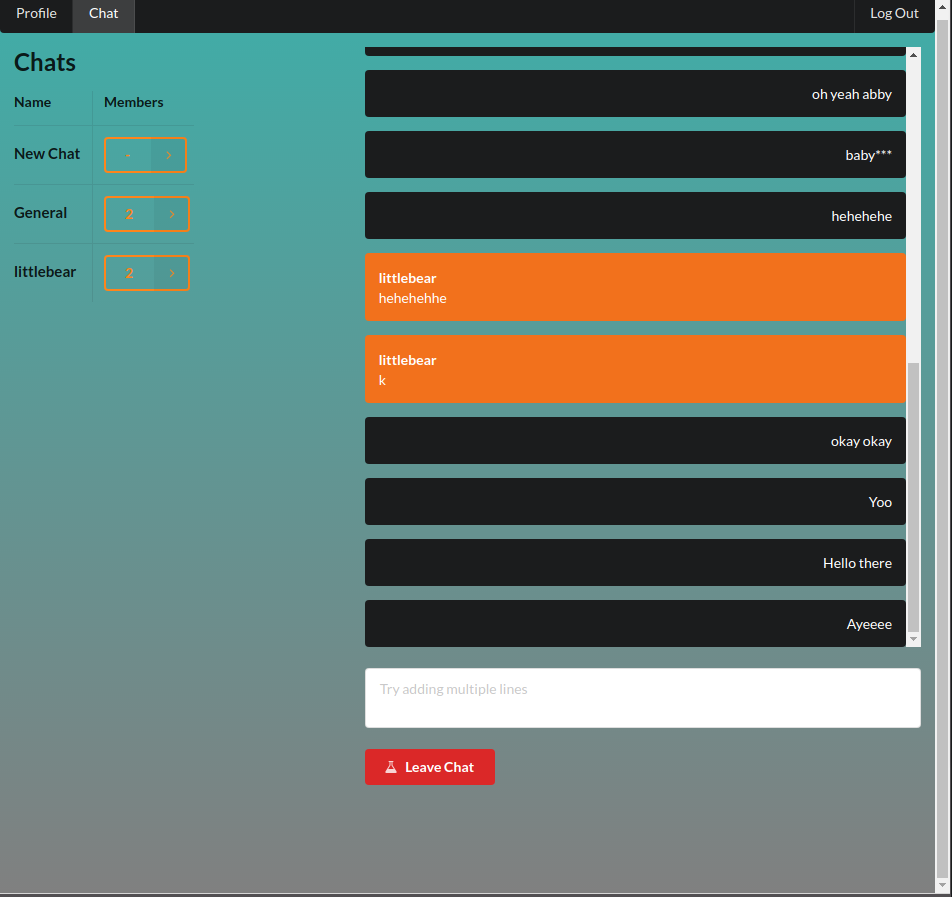 Profile Chat Log Out
Chats
Name Members
New Chat -
General 2
littlebear 2
oh yeah abby
baby***
hehehehe
littlebear
hehehehhe
littlebear
k
okay okay
Yoo
Hello there
Ayeeee
Try adding multiple lines
Leave Chat